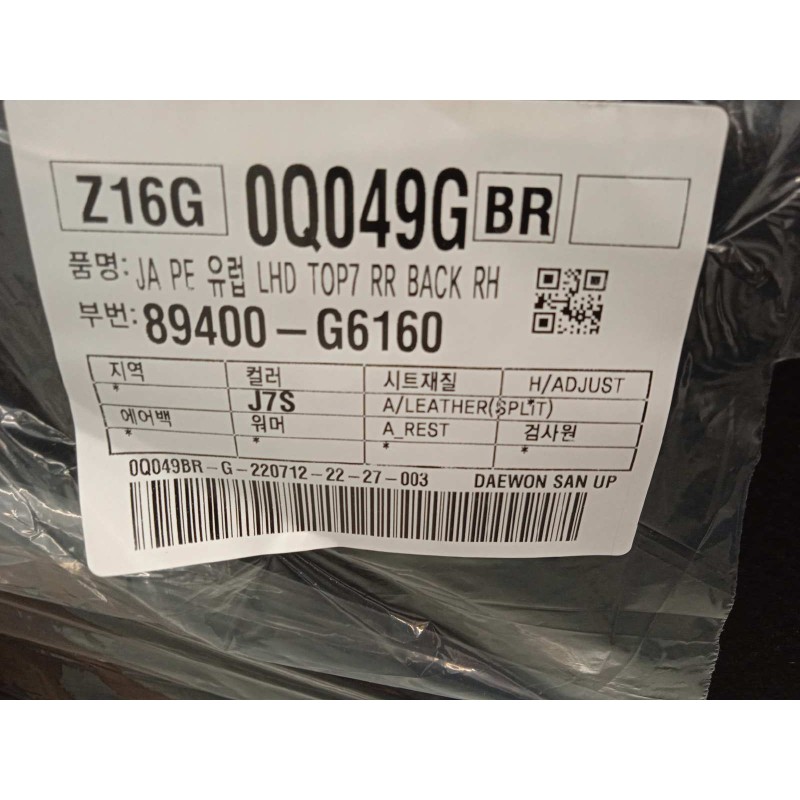 Z16G 0Q049G BR
품명: JA PE 유럽 LHD TOP7 RR BACK RH
부번: 89400-G6160
지역 컬러 시트재질 H/ADJUST
* J7S A/LEATHER(SPLIT) *
에어백 워머 A_REST 검사원
* * * *
0Q049BR-G-220712-22-27-003 DAEWON SAN UP